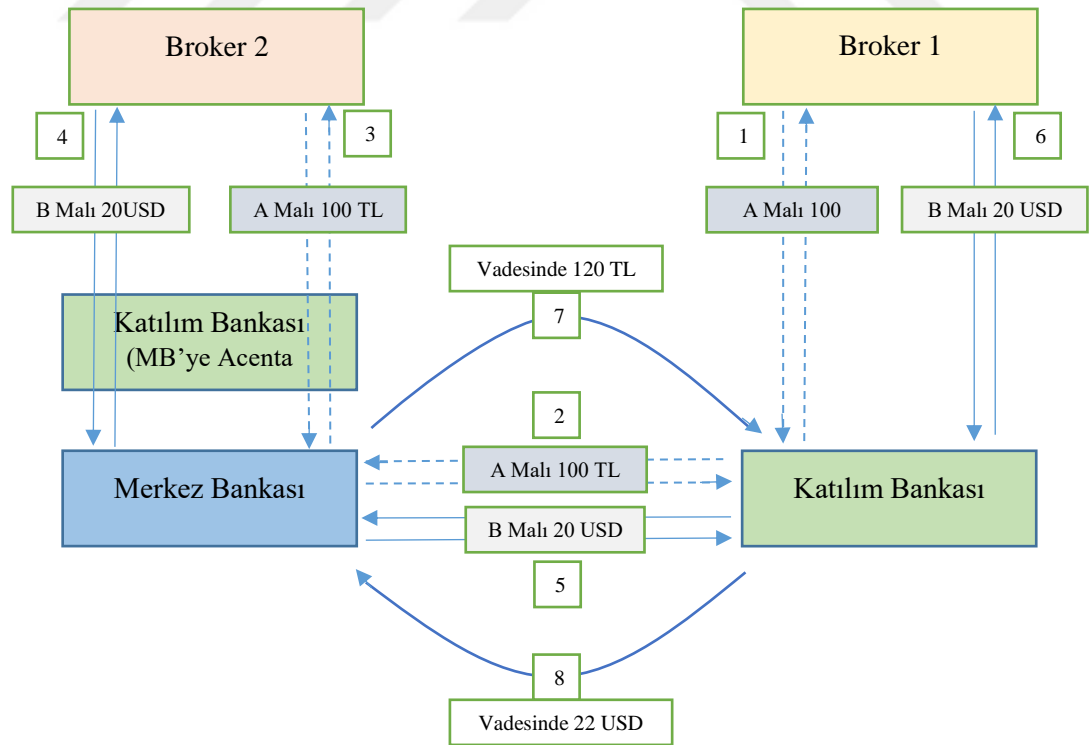 Broker 2
Broker 1
4
3
1
6
B Malı 20USD
A Malı 100 TL
A Malı 100
B Malı 20 USD
Vadesinde 120 TL
7
Katılım Bankası
(MB’ye Acenta
2
A Malı 100 TL
Merkez Bankası
Katılım Bankası
B Malı 20 USD
5
8
Vadesinde 22 USD